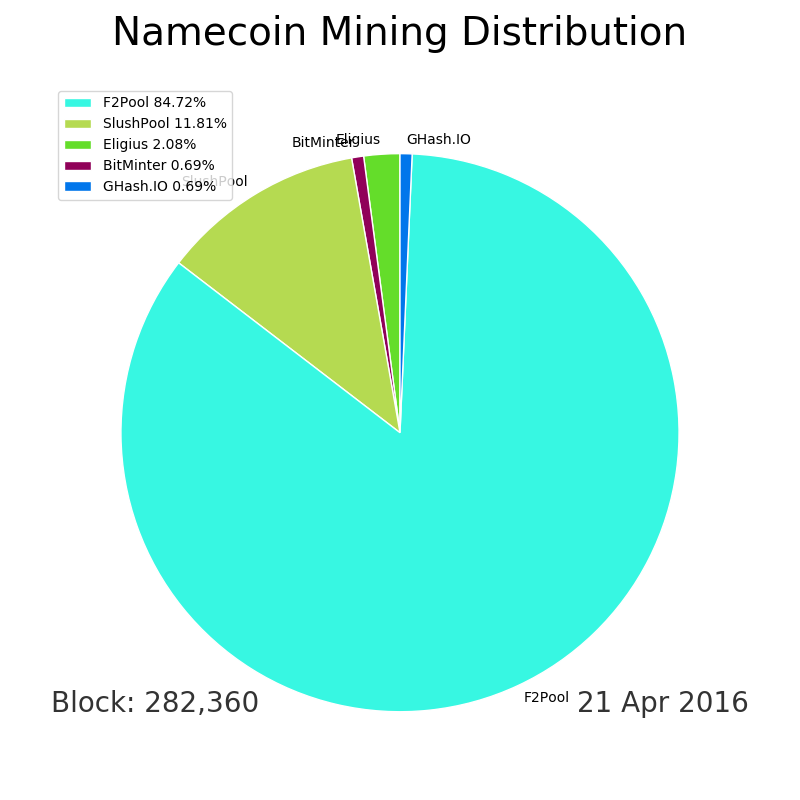 Namecoin Mining Distribution
F2Pool 84.72%
SlushPool 11.81%
Eligius 2.08%
BitMinter 0.69%
GHash.IO 0.69%
BitMinter
Eligius
GHash.IO
SlushPool
F2Pool
Block: 282,360
21 Apr 2016